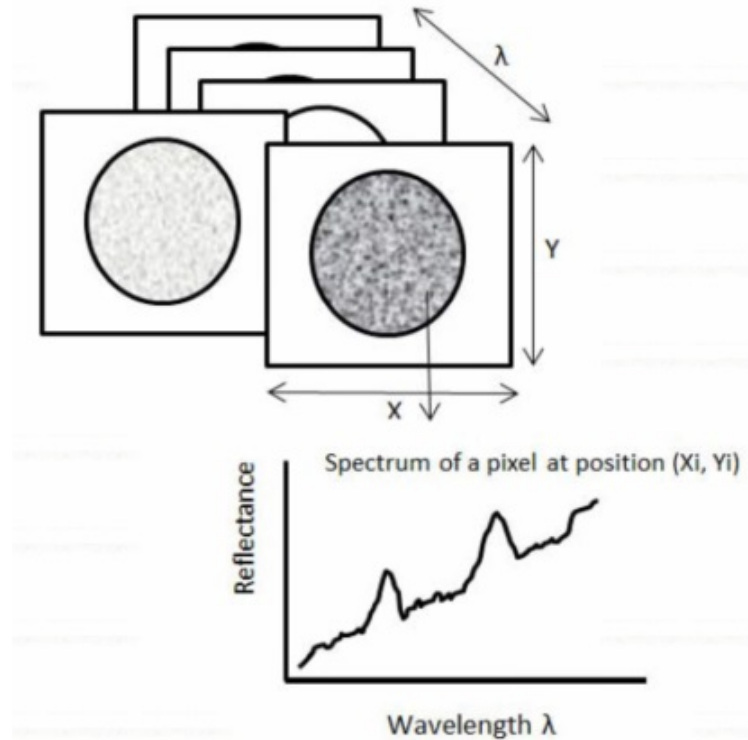 λ
Y
X
Spectrum of a pixel at position (Xi, Yi)
Reflectance
Wavelength λ